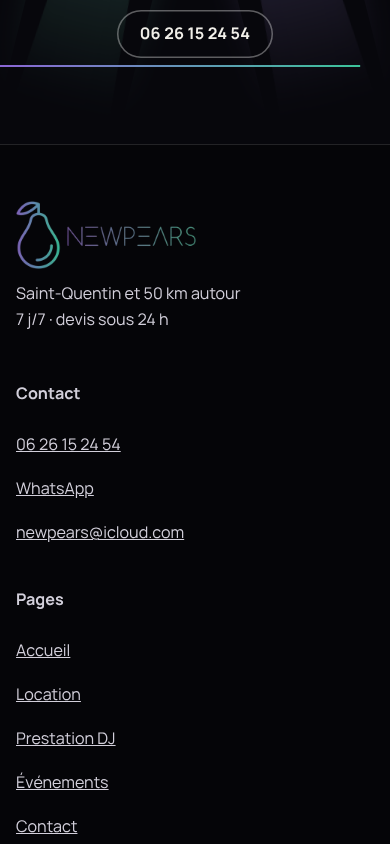 06 26 15 24 54
NEWPEARS
Saint-Quentin et 50 km autour
7 j/7 · devis sous 24 h
Contact
06 26 15 24 54
WhatsApp
newpears@icloud.com
Pages
Accueil
Location
Prestation DJ
Événements
Contact